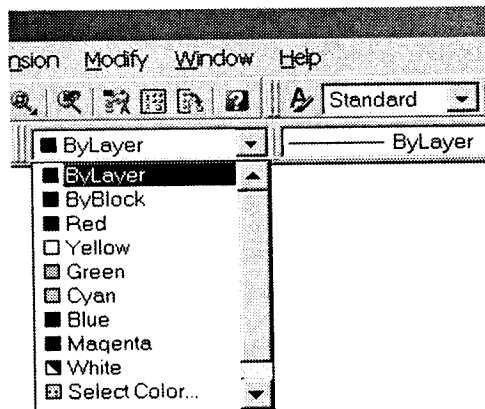 nsion Modify Window Help
Standard
ByLayer ByLayer
ByLayer
ByBlock
Red
Yellow
Green
Cyan
Blue
Magenta
White
Select Color...